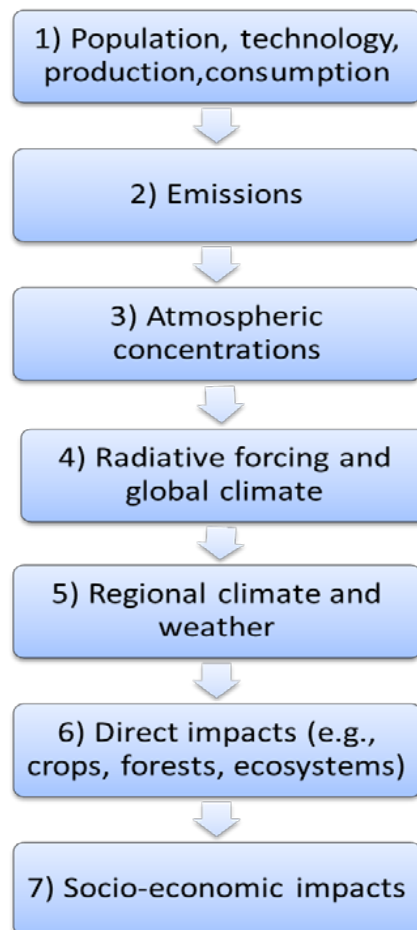 1) Population, technology,
production,consumption
2) Emissions
3) Atmospheric
concentrations
4) Radiative forcing and
global climate
5) Regional climate and
weather
6) Direct impacts (e.g.,
crops, forests, ecosystems)
7) Socio-economic impacts